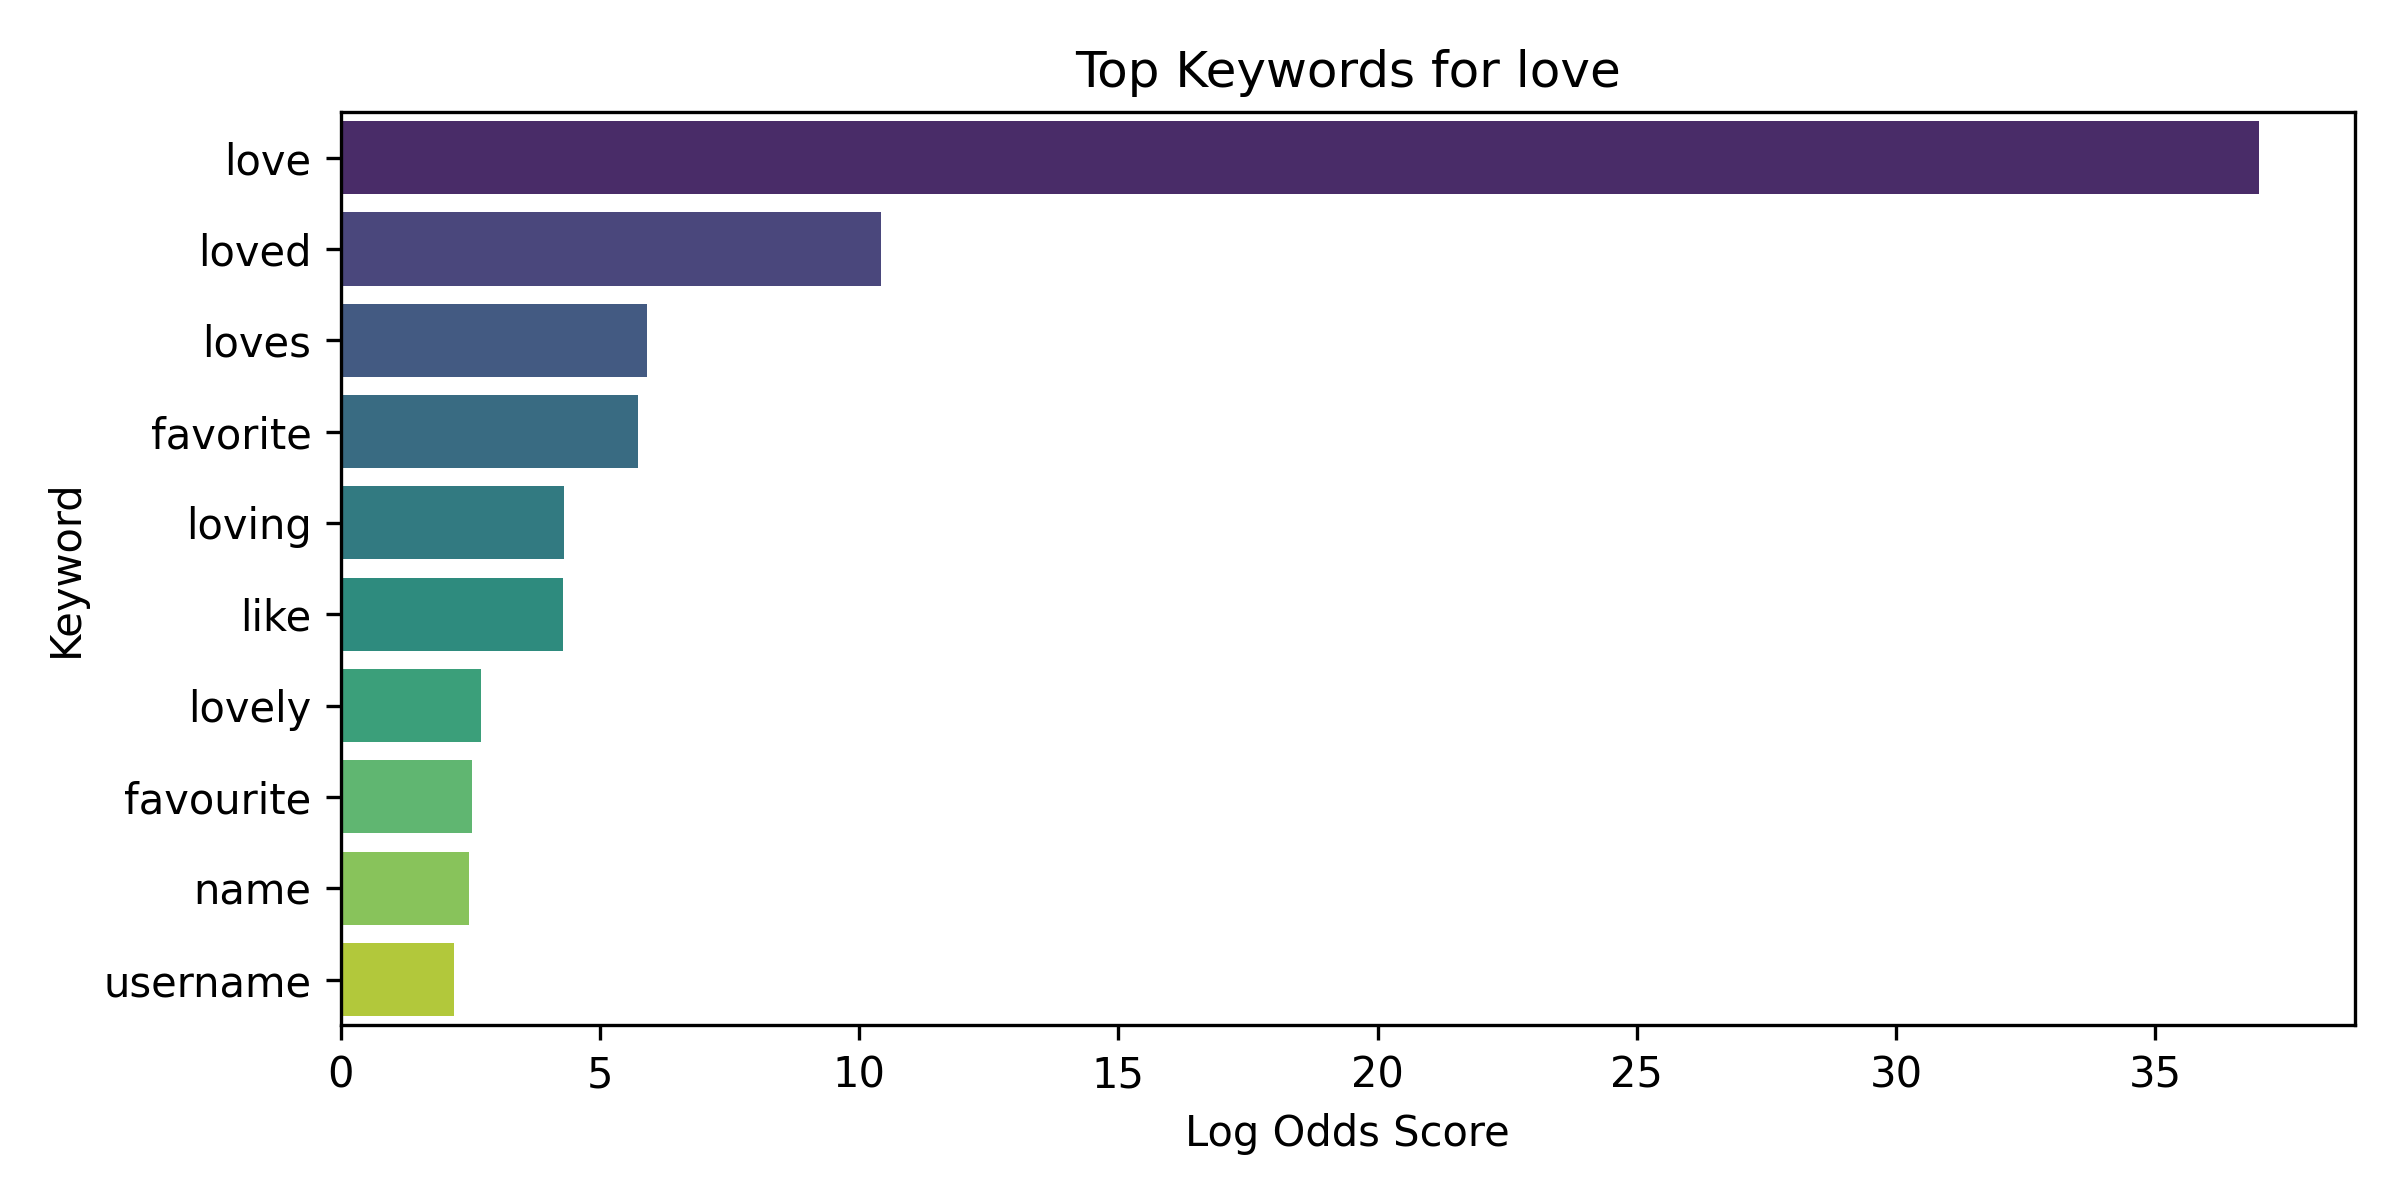 Top Keywords for love
love
loved
loves
favorite
loving
like
lovely
favourite
name
username
Keyword
0 5 10 15 20 25 30 35
Log Odds Score